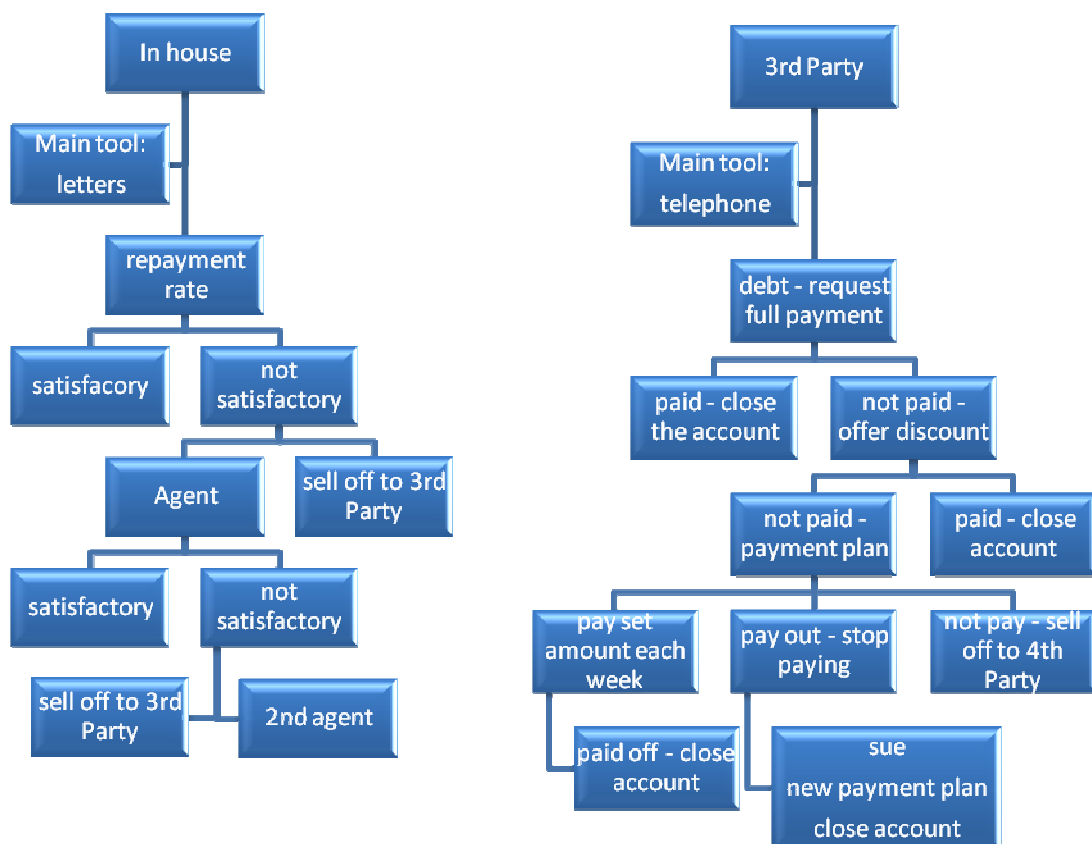 In house
Main tool:
letters
repayment
rate
satisfacory
not
satisfactory
Agent
sell off to 3rd
Party
satisfactory
not
satisfactory
sell off to 3rd
Party
2nd agent
3rd Party
Main tool:
telephone
debt - request
full payment
paid - close
the account
not paid -
offer discount
not paid -
payment plan
paid - close
account
pay set
amount each
week
pay out - stop
paying
not pay - sell
off to 4th
Party
paid off - close
account
sue
new payment plan
close account